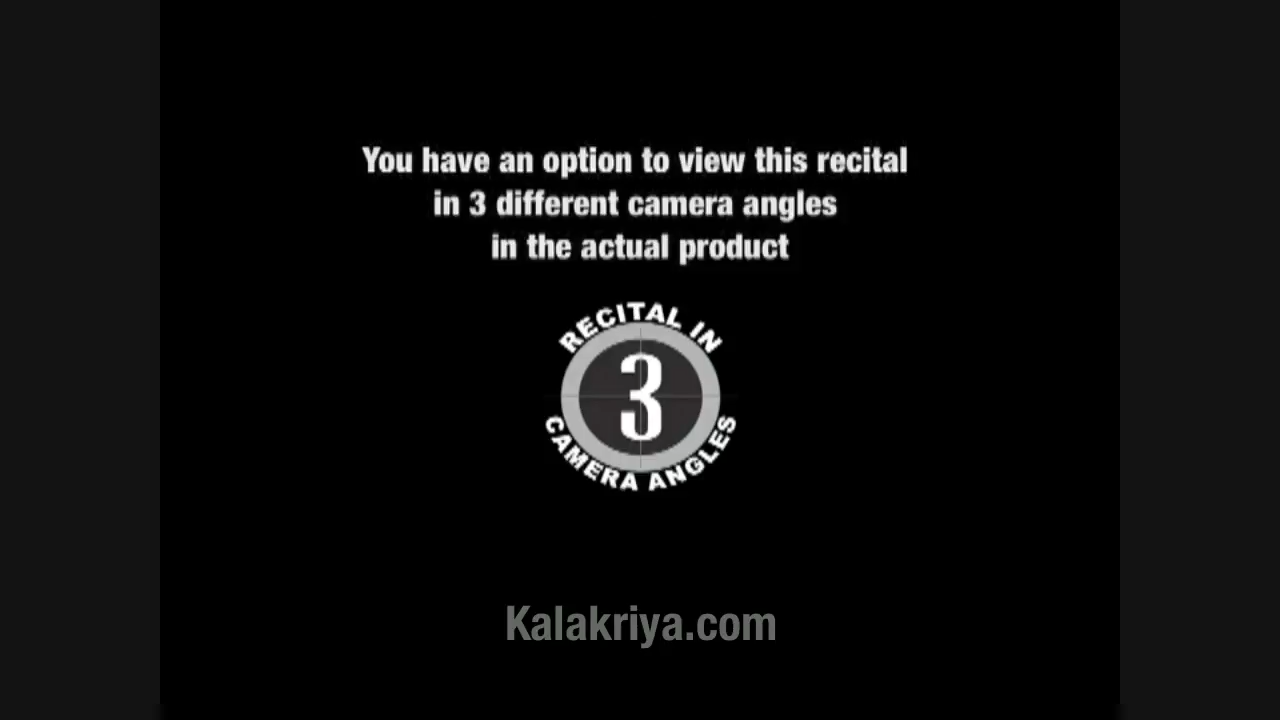 You have an option to view this recital
in 3 different camera angles
in the actual product
RECITAL IN
3
CAMERA ANGLES
Kalakriya.com